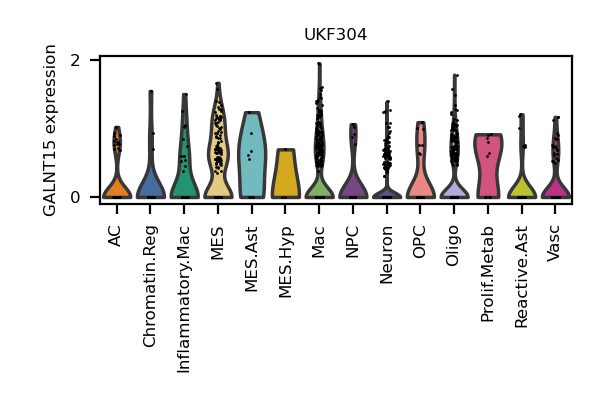 UKF304
GALNT15 expression
2
0
AC
Chromatin.Reg
Inflammatory.Mac
MES
MES.Ast
MES.Hyp
Mac
NPC
Neuron
OPC
Oligo
Prolif.Metab
Reactive.Ast
Vasc